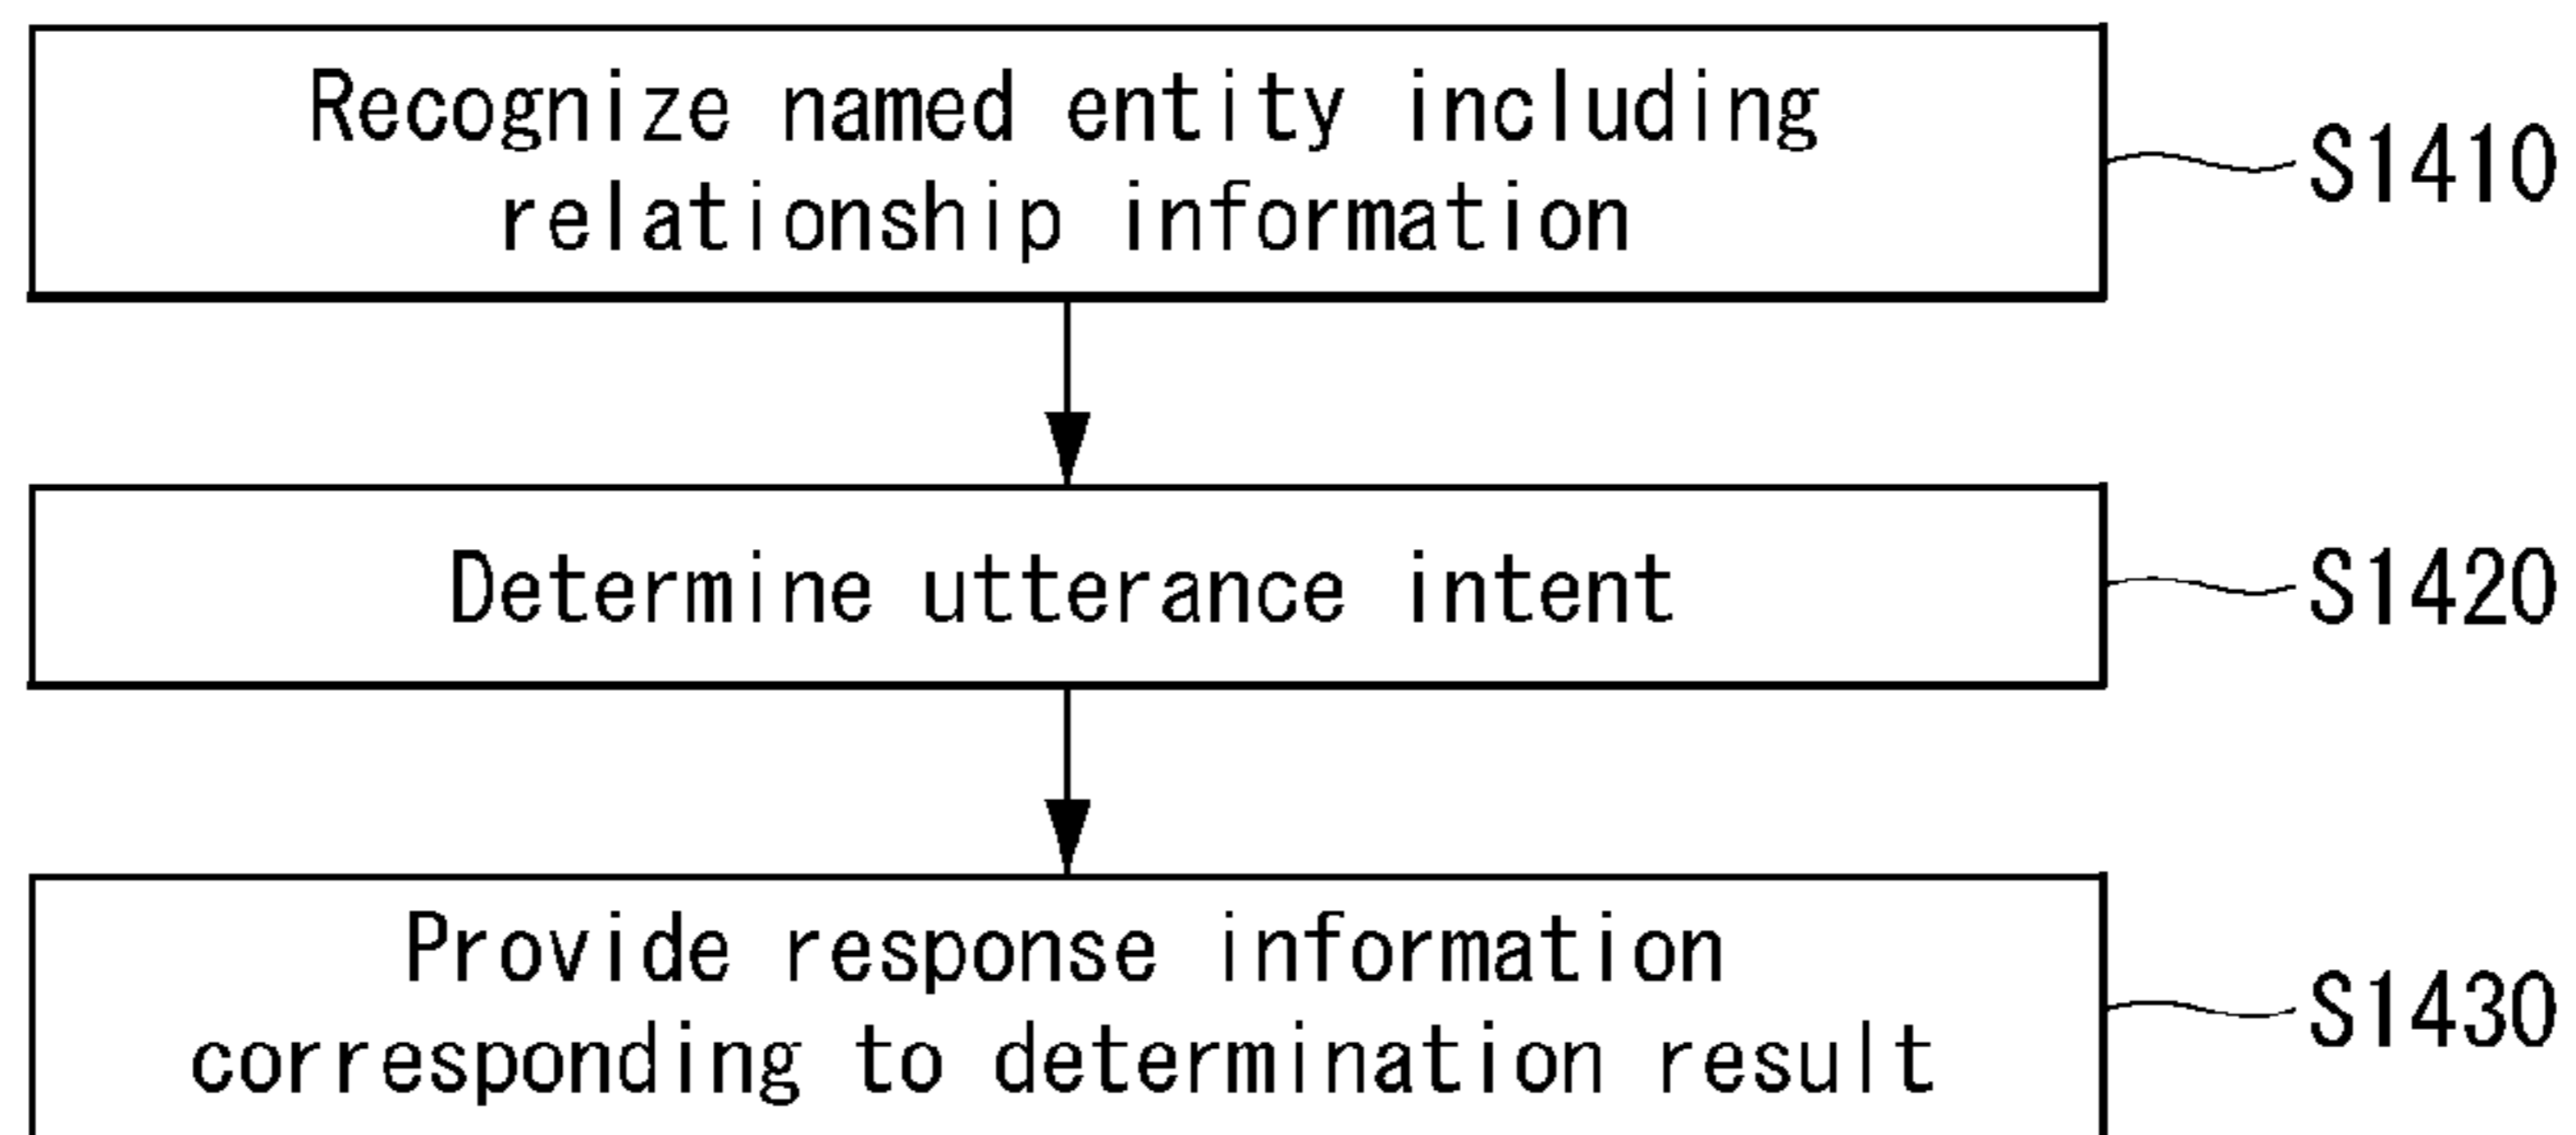 Recognize named entity including
relationship information
S1410
Determine utterance intent
S1420
Provide response information
corresponding to determination result
S1430